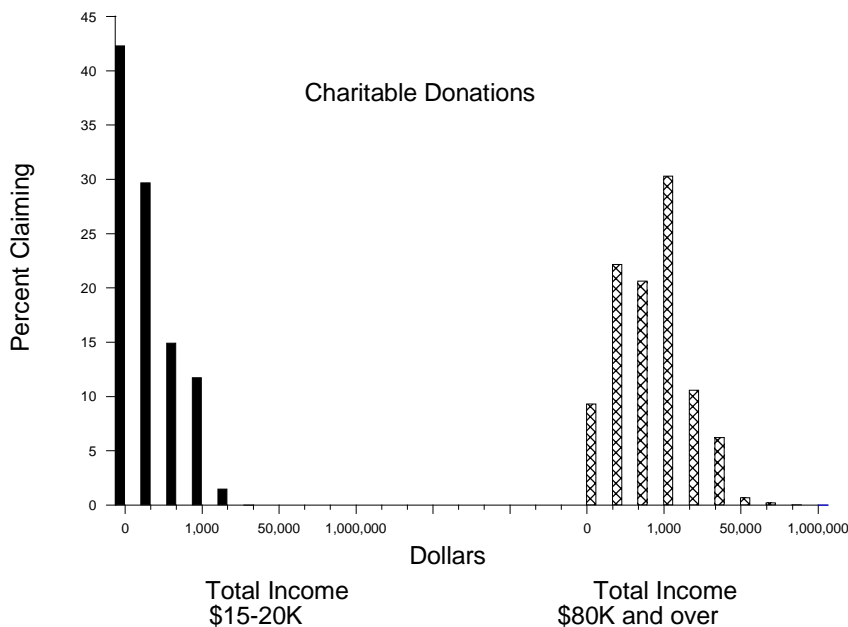 45
40
35
30
25
20
15
10
5
0
Percent Claiming
Charitable Donations
0 1,000 50,000 1,000,000 0 1,000 50,000 1,000,000
Dollars
Total Income Total Income
$15-20K $80K and over